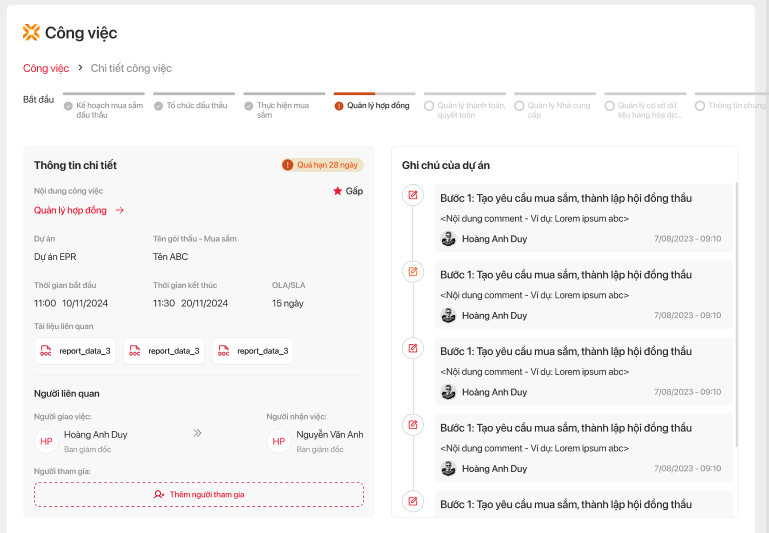 Công việc
Công việc > Chi tiết công việc
Bắt đầu
Kế hoạch mua sắm
đấu thầu
Tổ chức đấu thầu
Thực hiện mua
sắm
Quản lý hợp đồng
Quản lý thành toán,
quyết toán
Quản lý Nhà cung
cấp
Quản lý cơ sở dữ
liệu hàng hóa dịc...
Thông tin chung
Thông tin chi tiết
Quá hạn 28 ngày
Nội dung công việc
Gấp
Quản lý hợp đồng
Dự án
Tên gói thầu - Mua sắm
Dự án EPR
Tên ABC
Thời gian bắt đầu
Thời gian kết thúc
OLA/SLA
11:00 10/11/2024
11:30 20/11/2024
15 ngày
Tài liệu liên quan
DOC report_data_3
DOC report_data_3
DOC report_data_3
Người liên quan
Người giao việc:
Người nhận việc:
HP
Hoàng Anh Duy
Ban giám đốc
HP
Nguyễn Văn Anh
Ban giám đốc
Người tham gia:
Thêm người tham gia
Ghi chú của dự án
Bước 1: Tạo yêu cầu mua sắm, thành lập hội đồng thầu
<Nội dung comment - Ví dụ: Lorem ipsum abc>
Hoàng Anh Duy 7/08/2023 - 09:10
Bước 1: Tạo yêu cầu mua sắm, thành lập hội đồng thầu
<Nội dung comment - Ví dụ: Lorem ipsum abc>
Hoàng Anh Duy 7/08/2023 - 09:10
Bước 1: Tạo yêu cầu mua sắm, thành lập hội đồng thầu
<Nội dung comment - Ví dụ: Lorem ipsum abc>
Hoàng Anh Duy 7/08/2023 - 09:10
Bước 1: Tạo yêu cầu mua sắm, thành lập hội đồng thầu
<Nội dung comment - Ví dụ: Lorem ipsum abc>
Hoàng Anh Duy 7/08/2023 - 09:10
Bước 1: Tạo yêu cầu mua sắm, thành lập hội đồng thầu